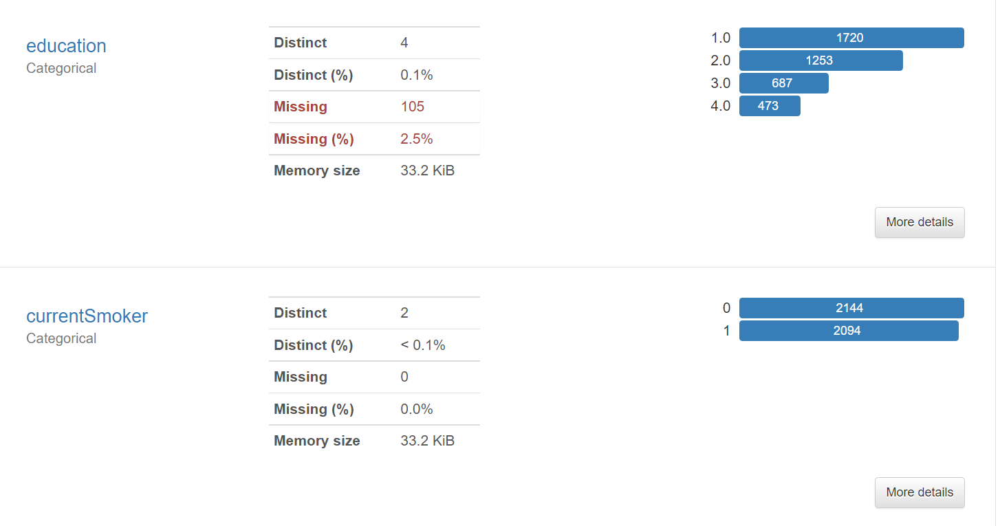 education
Categorical
Distinct 4
Distinct (%) 0.1%
Missing 105
Missing (%) 2.5%
Memory size 33.2 KiB
1.0 1720
2.0 1253
3.0 687
4.0 473
More details
currentSmoker
Categorical
Distinct 2
Distinct (%) < 0.1%
Missing 0
Missing (%) 0.0%
Memory size 33.2 KiB
0 2144
1 2094
More details